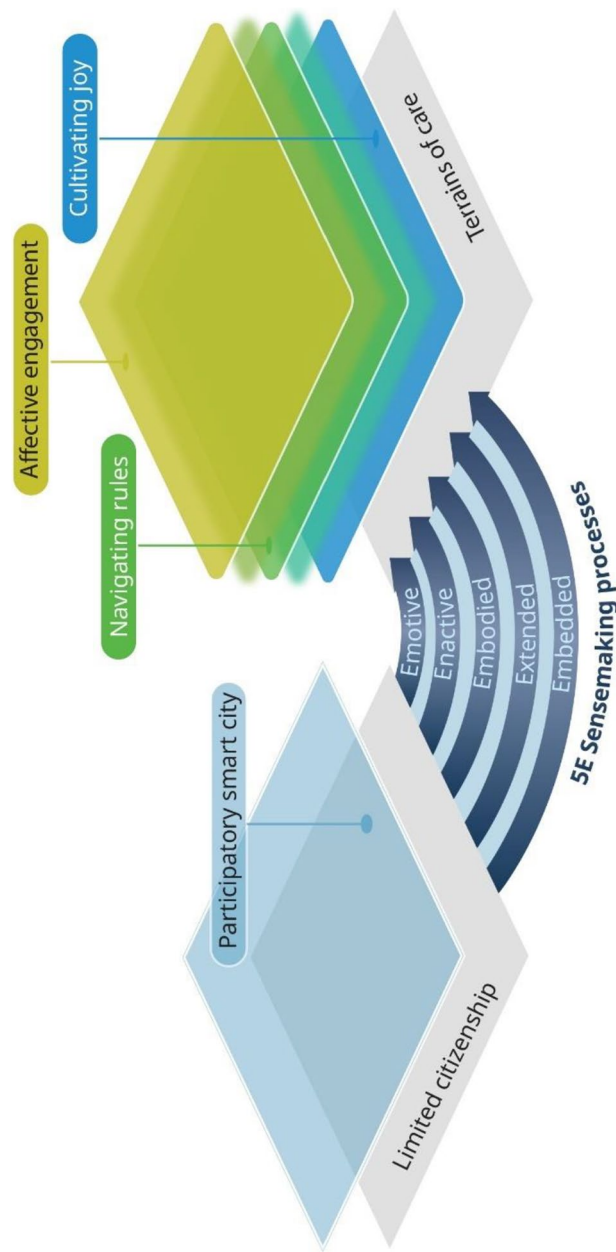 Affective engagement
Cultivating joy
Navigating rules
Participatory smart city
Limited citizenship
Terrains of care
Emotive
Enactive
Embodied
Extended
Embedded
5E Sensemaking processes